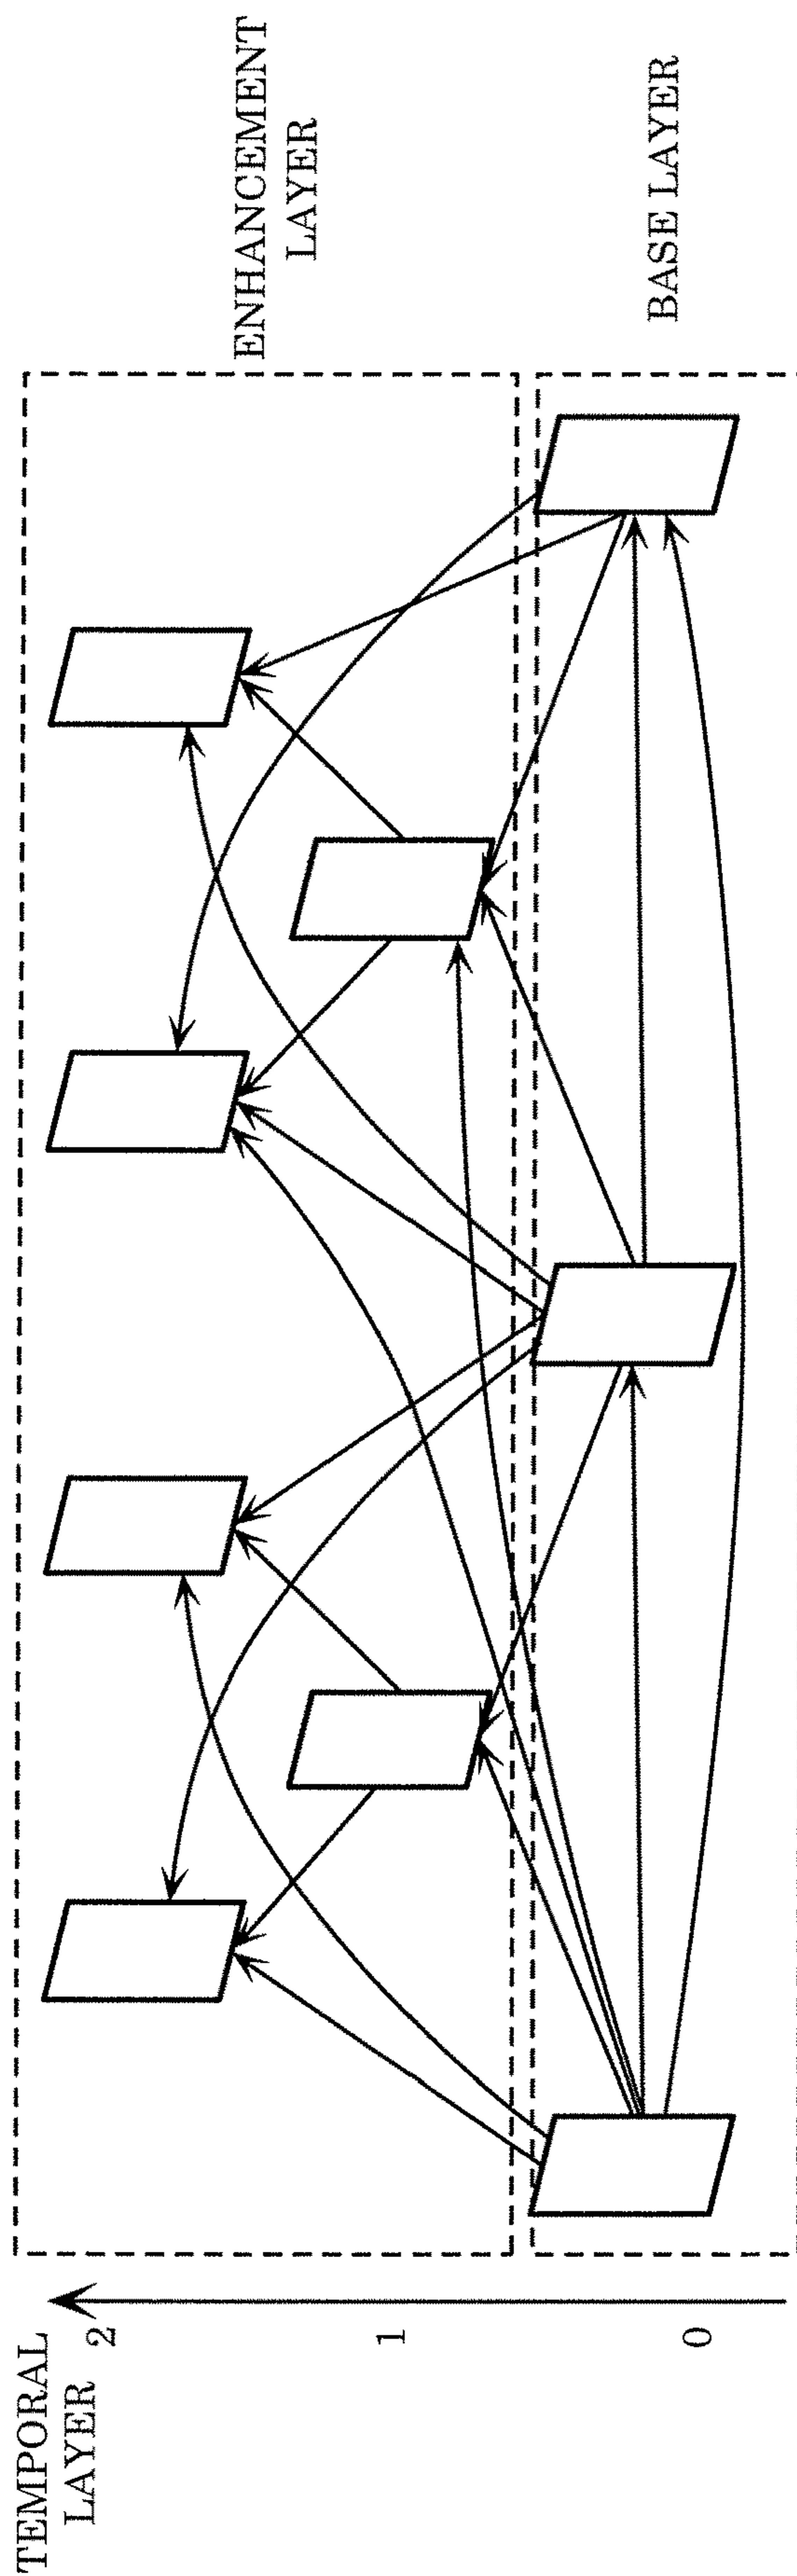 TEMPORAL
LAYER
2
1
0
ENHANCEMENT
LAYER
BASE LAYER